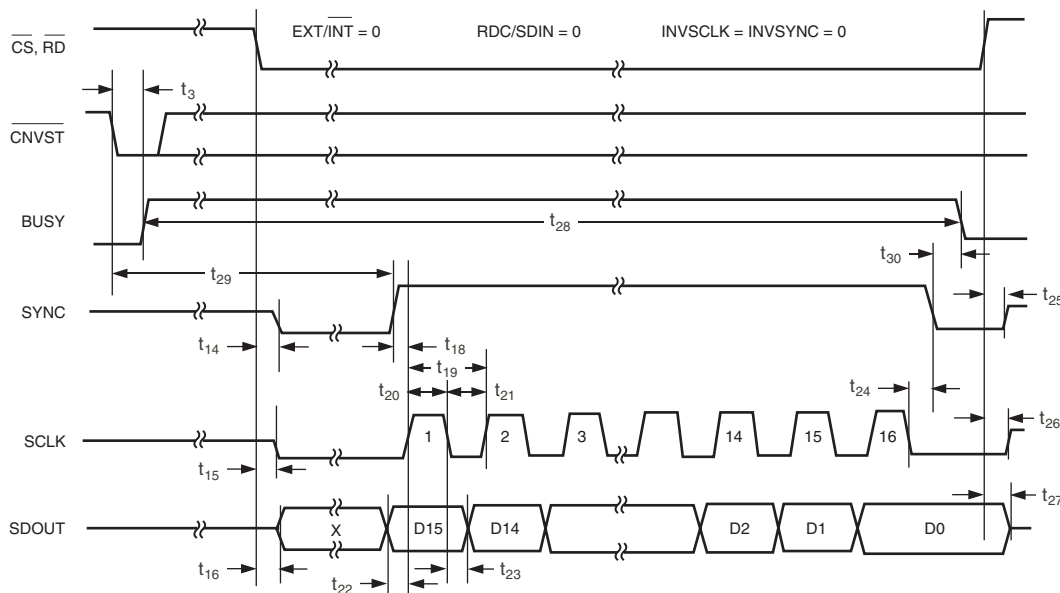 EXT/INT = 0 RDC/SDIN = 0 INVSCLK = INVSYNC = 0
CS, RD
t3
CNVST
BUSY
t28
t30
t29
SYNC
t25
t14
t18
t19
t20
t21
t24
t26
SCLK
1 2 3 14 15 16
t15
t27
SDOUT
X D15 D14 D2 D1 D0
t16
t22
t23